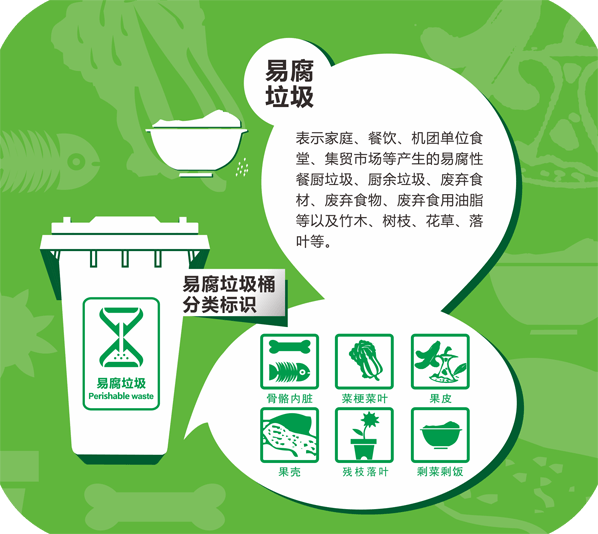 易腐
垃圾
表示家庭、餐饮、机团单位食
堂、集贸市场等产生的易腐性
餐厨垃圾、厨余垃圾、废弃食
材、废弃食物、废弃食用油脂
等以及竹木、树枝、花草、落
叶等。
易腐垃圾桶
分类标识
易腐垃圾
Perishable waste
骨骼内脏
菜梗菜叶
果皮
果壳
残枝落叶
剩菜剩饭